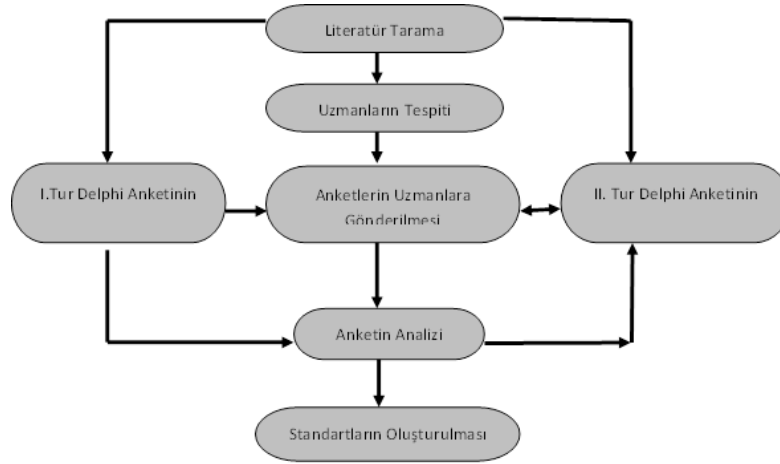 Literatür Tarama
Uzmanların Tespiti
I.Tur Delphi Anketinin
Anketlerin Uzmanlara
Gönderilmesi
II. Tur Delphi Anketinin
Anketin Analizi
Standartların Oluşturulması